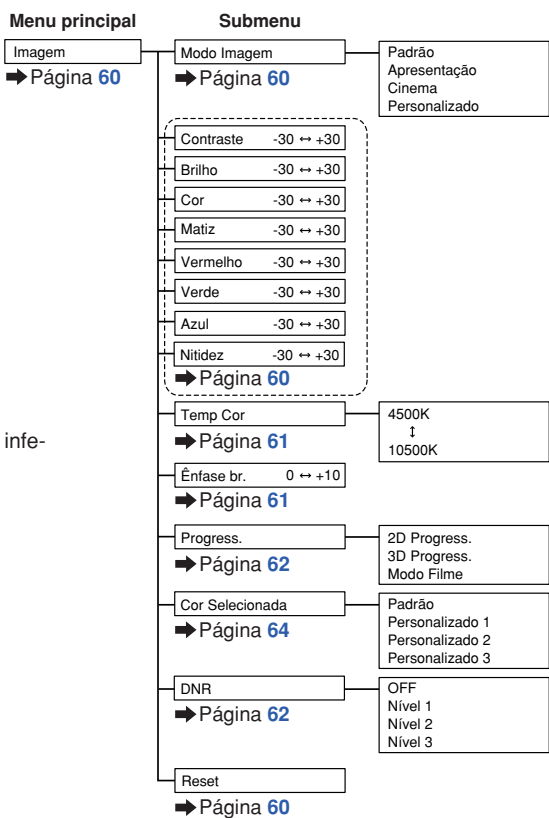 Menu principal Submenu
Imagem Modo Imagem Padrão
➡Página 60 ➡Página 60 Apresentação
Cinema
Personalizado
Contraste -30 ↔ +30
Brilho -30 ↔ +30
Cor -30 ↔ +30
Matiz -30 ↔ +30
Vermelho -30 ↔ +30
Verde -30 ↔ +30
Azul -30 ↔ +30
Nitidez -30 ↔ +30
➡Página 60
Temp Cor 4500K
↕
infe- ➡Página 61 10500K
Ênfase br. 0 ↔ +10
➡Página 61
Progress. 2D Progress.
➡Página 62 3D Progress.
Modo Filme
Cor Selecionada Padrão
➡Página 64 Personalizado 1
Personalizado 2
Personalizado 3
DNR OFF
➡Página 62 Nível 1
Nível 2
Nível 3
Reset
➡Página 60